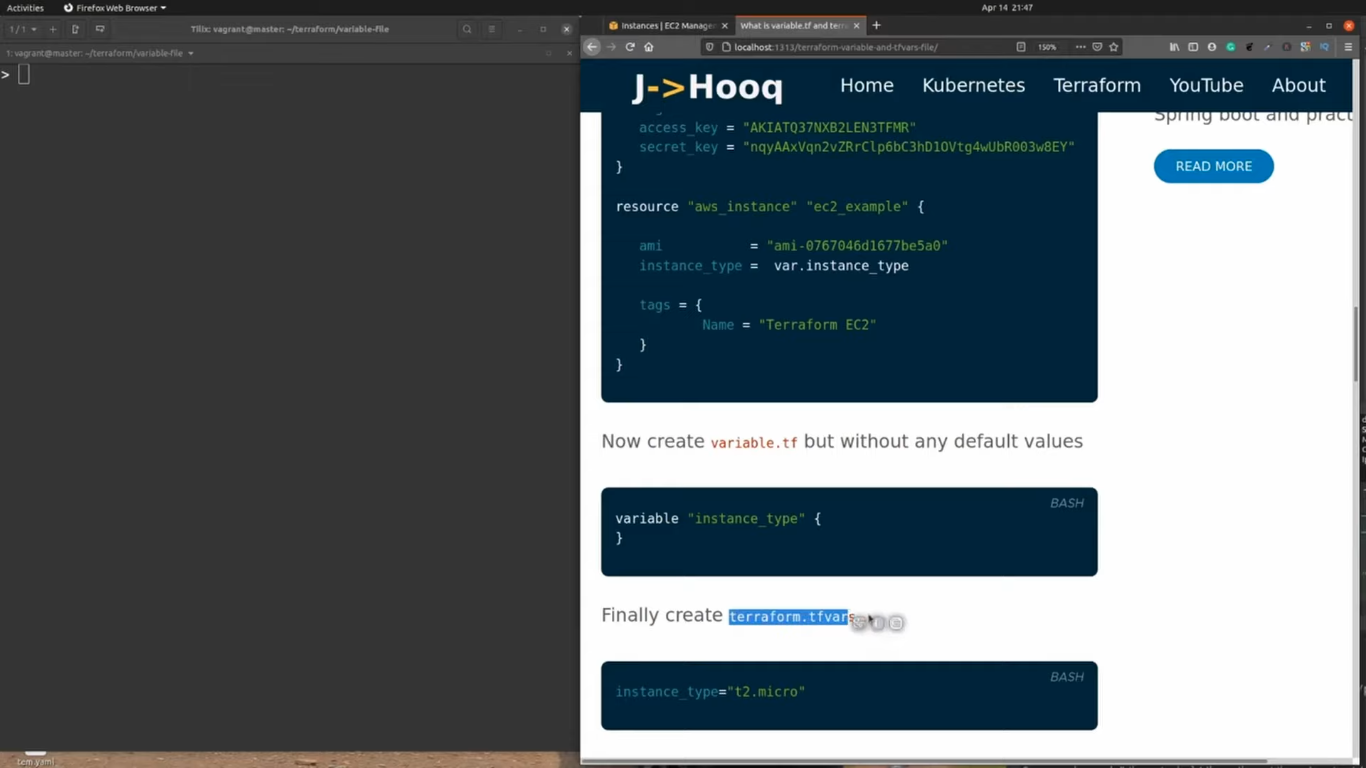 Activities
Firefox Web Browser
Apr 14 21:47
1 / 1
Tilix: vagrant@master: ~/terraform/variable-file
1: vagrant@master: ~/terraform/variable-file
>
Instances | EC2 Manage
What is variable.tf and terr
localhost:1313/terraform-variable-and-tfvars-file/
150%
J->Hooq
Home
Kubernetes
Terraform
YouTube
About
access_key = "AKIATQ37NXB2LEN3TFMR"
secret_key = "nqyAAxVqn2vZRrClp6bC3hD1OVtg4wUbR003w8EY"
}
resource "aws_instance" "ec2_example" {
ami = "ami-0767046d1677be5a0"
instance_type = var.instance_type
tags = {
Name = "Terraform EC2"
}
}
Spring boot and pract
READ MORE
Now create variable.tf but without any default values
BASH
variable "instance_type" {
}
Finally create terraform.tfvars
BASH
instance_type="t2.micro"
tem.yaml